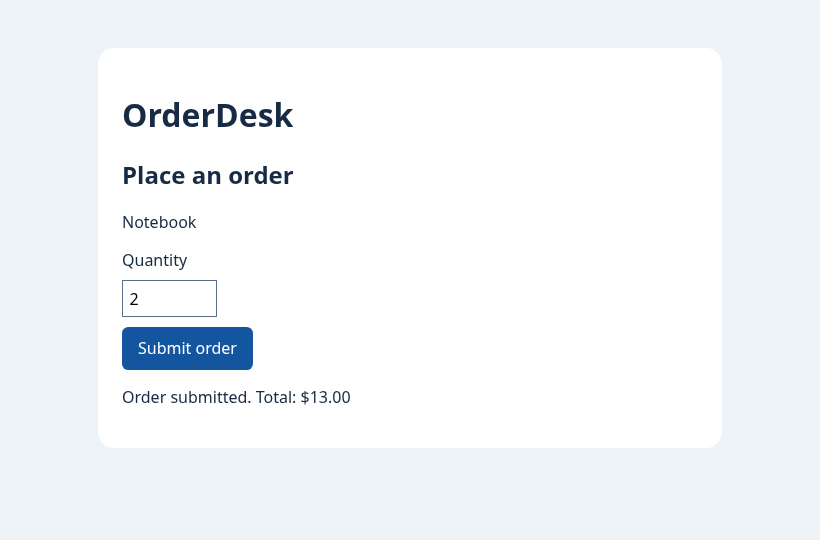 OrderDesk
Place an order
Notebook
Quantity
2
Submit order
Order submitted. Total: $13.00